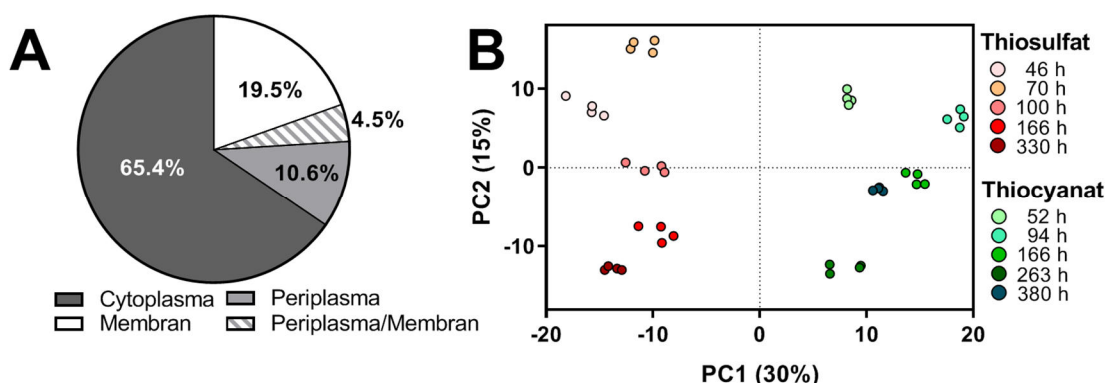 A
19.5%
4.5%
65.4%
10.6%
Cytoplasma
Periplasma
Membran
Periplasma/Membran
B
PC2 (15%)
10
0
-10
-20
-10
0
10
20
PC1 (30%)
Thiosulfat
46 h
70 h
100 h
166 h
330 h
Thiocyanat
52 h
94 h
166 h
263 h
380 h